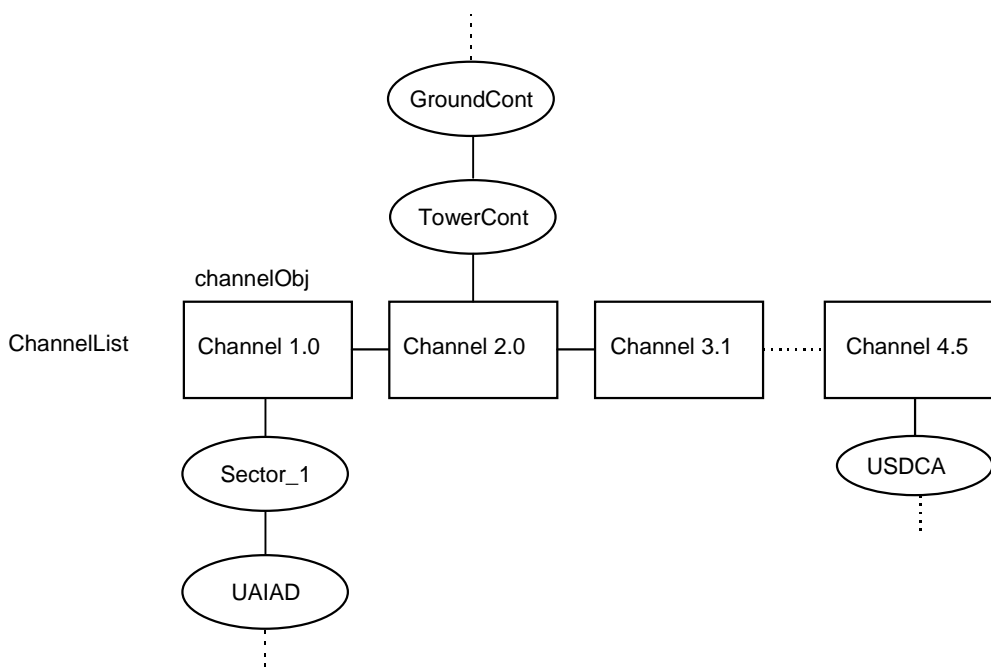 GroundCont
TowerCont
channelObj
ChannelList
Channel 1.0
Channel 2.0
Channel 3.1
Channel 4.5
Sector_1
USDCA
UAIAD